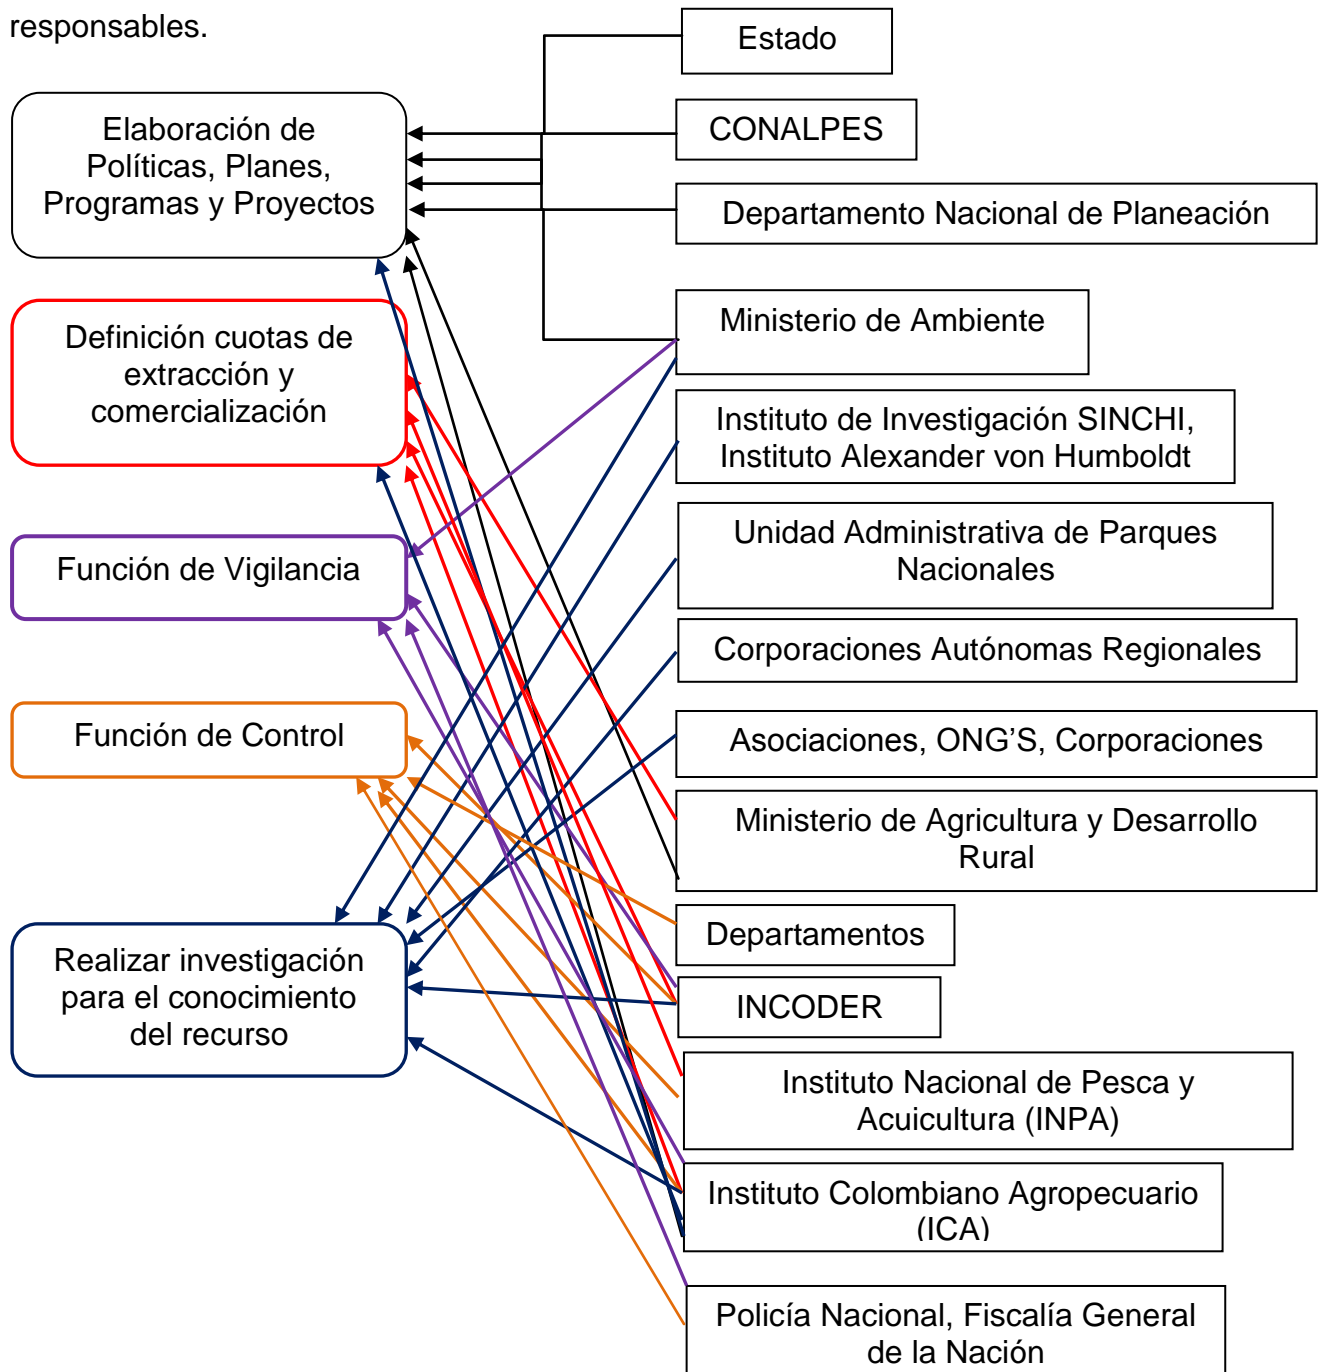 responsables.
Elaboración de
Políticas, Planes,
Programas y Proyectos
Definición cuotas de
extracción y
comercialización
Función de Vigilancia
Función de Control
Realizar investigación
para el conocimiento
del recurso
Estado
CONALPES
Departamento Nacional de Planeación
Ministerio de Ambiente
Instituto de Investigación SINCHI,
Instituto Alexander von Humboldt
Unidad Administrativa de Parques
Nacionales
Corporaciones Autónomas Regionales
Asociaciones, ONG’S, Corporaciones
Ministerio de Agricultura y Desarrollo
Rural
Departamentos
INCODER
Instituto Nacional de Pesca y
Acuicultura (INPA)
Instituto Colombiano Agropecuario
(ICA)
Policía Nacional, Fiscalía General
de la Nación